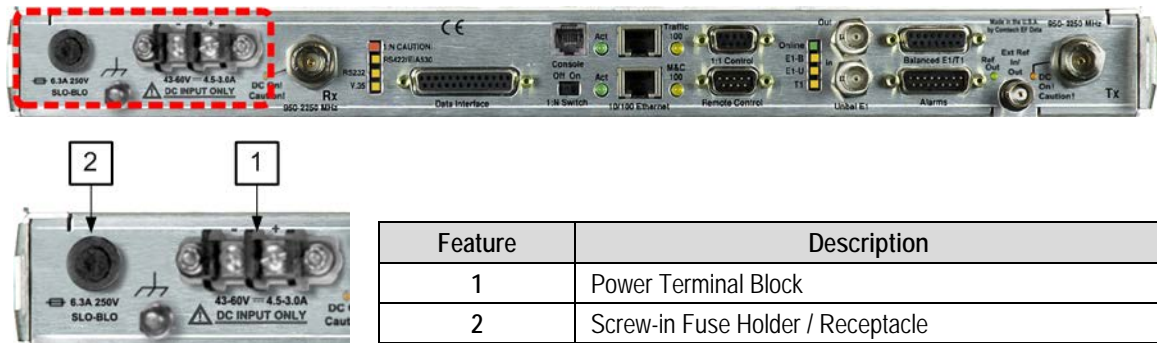 CE
6.3A 250V
SLO-BLO
- +
43-60V 4.5-3.0A
DC INPUT ONLY
DC On!
Caution!
Rx
950-2250 MHz
1:N CAUTION
RS422/EIA530
RS232
V.35
Data Interface
Console
Off On
1:N Switch
Act
Act
Traffic
100
M&C
100
10/100 Ethernet
1:1 Control
Remote Control
Online
E1-B
E1-U
T1
Out
In
Unbal E1
Balanced E1/T1
Alarms
Made in the U.S.A.
by Comtech EF Data
950-2250 MHz
Ref
Out
Ext Ref
In/
Out
DC
On!
Caution!
Tx
2
1
- +
6.3A 250V
SLO-BLO
43-60V 4.5-3.0A
DC INPUT ONLY
Feature Description
1 Power Terminal Block
2 Screw-in Fuse Holder / Receptacle